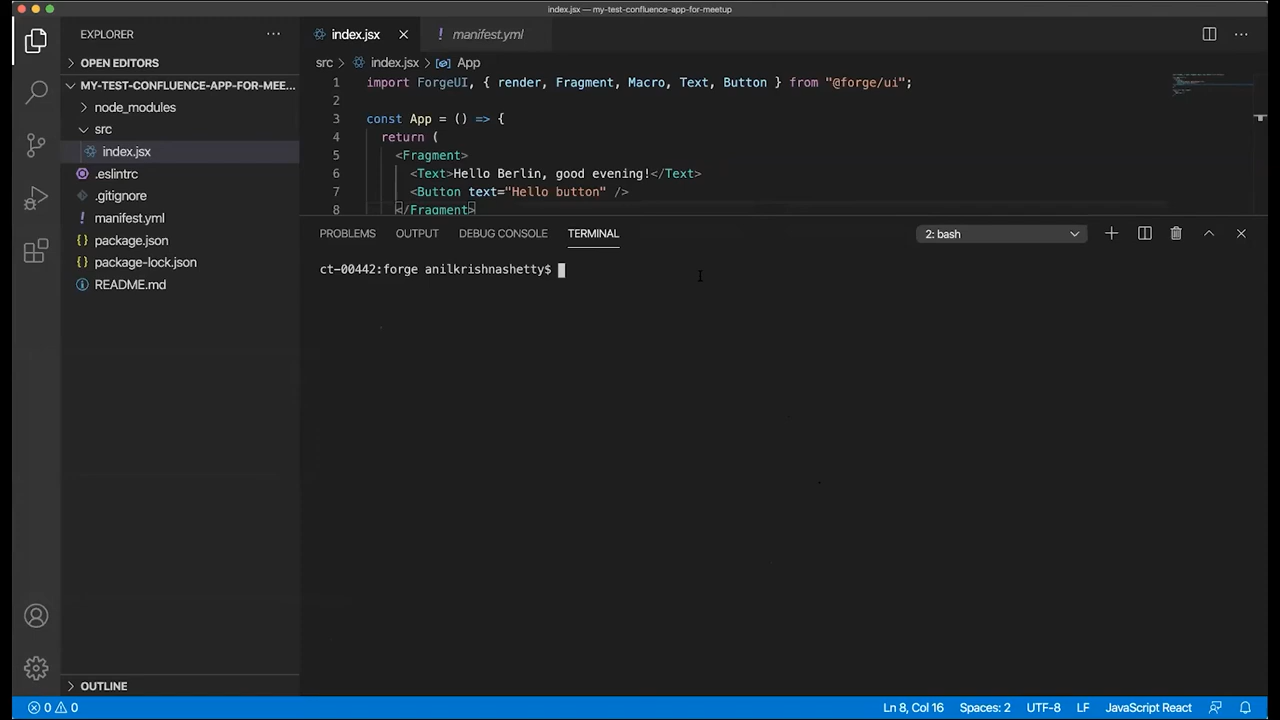 index.jsx — my-test-confluence-app-for-meetup
EXPLORER
OPEN EDITORS
MY-TEST-CONFLUENCE-APP-FOR-MEE...
node_modules
src
index.jsx
.eslintrc
.gitignore
! manifest.yml
{} package.json
{} package-lock.json
README.md
OUTLINE
index.jsx
! manifest.yml
src > index.jsx > App
1 import ForgeUI, { render, Fragment, Macro, Text, Button } from "@forge/ui";
2
3 const App = () => {
4 return (
5 <Fragment>
6 <Text>Hello Berlin, good evening!</Text>
7 <Button text="Hello button" />
8 </Fragment>
PROBLEMS OUTPUT DEBUG CONSOLE TERMINAL
2: bash
ct-00442:forge anilkrishnashetty$
0 0
Ln 8, Col 16 Spaces: 2 UTF-8 LF JavaScript React